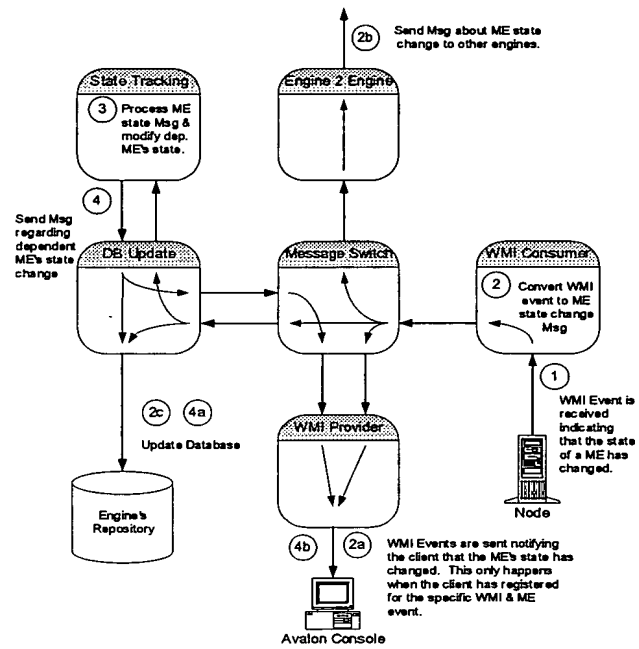 2b
Send Msg about ME state
change to other engines.
State Tracking
3
Process ME
state Msg &
modify dep.
ME's state.
Engine 2 Engine
4
Send Msg
regarding
dependent
ME's state
change
DB Update
Message Switch
WMI Consumer
2
Convert WMI
event to ME
state change
Msg
1
WMI Event is
received
indicating
that the state
of a ME has
changed.
Node
2c
4a
Update Database
WMI Provider
Engine's
Repository
4b
2a
WMI Events are sent notifying
the client that the ME's state has
changed. This only happens
when the client has registered
for the specific WMI & ME
event.
Avalon Console